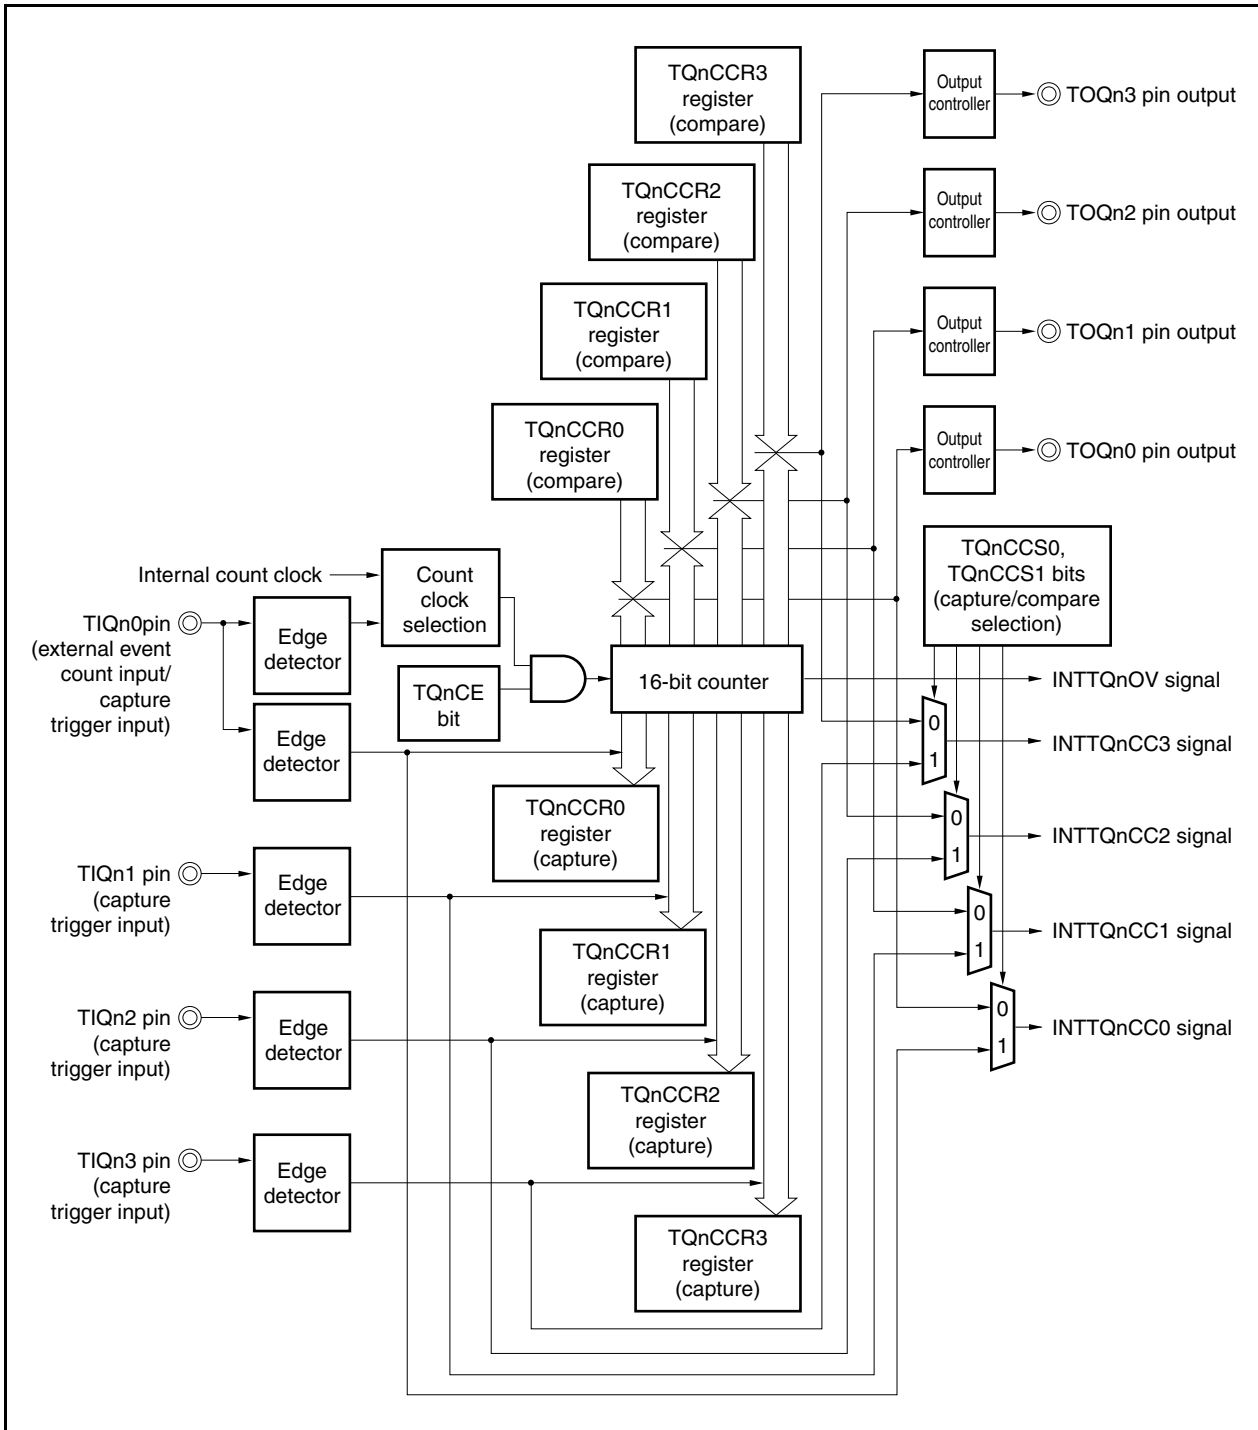 TQnCCR3
register
(compare)
Output
controller
TOQn3 pin output
TQnCCR2
register
(compare)
Output
controller
TOQn2 pin output
TQnCCR1
register
(compare)
Output
controller
TOQn1 pin output
TQnCCR0
register
(compare)
Output
controller
TOQn0 pin output
TQnCCS0,
TQnCCS1 bits
(capture/compare
selection)
Internal count clock
Count
clock
selection
TIQn0pin
(external event
count input/
capture
trigger input)
Edge
detector
TQnCE
bit
16-bit counter
INTTQnOV signal
Edge
detector
0
1
INTTQnCC3 signal
TQnCCR0
register
(capture)
0
1
INTTQnCC2 signal
TIQn1 pin
(capture
trigger input)
Edge
detector
0
1
INTTQnCC1 signal
TQnCCR1
register
(capture)
TIQn2 pin
(capture
trigger input)
Edge
detector
0
1
INTTQnCC0 signal
TQnCCR2
register
(capture)
TIQn3 pin
(capture
trigger input)
Edge
detector
TQnCCR3
register
(capture)